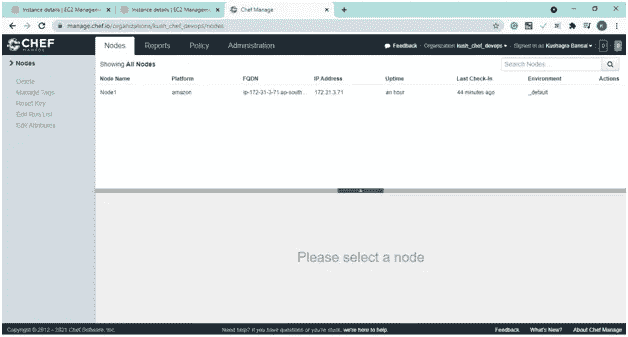 Instance details | EC2 Managem
Instance details | EC2 Managem
Chef Manage
manage.chef.io/organizations/kush_chef_devops/nodes
CHEF
MANAGE
Nodes
Reports
Policy
Administration
Feedback
Organization: kush_chef_devops
Signed in as Kushagra Bansal
Nodes
Delete
Manage Tags
Reset Key
Edit Run List
Edit Attributes
Showing All Nodes
Search Nodes...
Node Name Platform FQDN IP Address Uptime Last Check-In Environment Actions
Node1 amazon ip-172-31-3-71.ap-south... 172.31.3.71 an hour 44 minutes ago _default
Please select a node
Copyright © 2012 – 2021 Chef Software, Inc.
Need help? If you have questions or you're stuck, we're here to help.
Feedback What's New? About Chef Manage